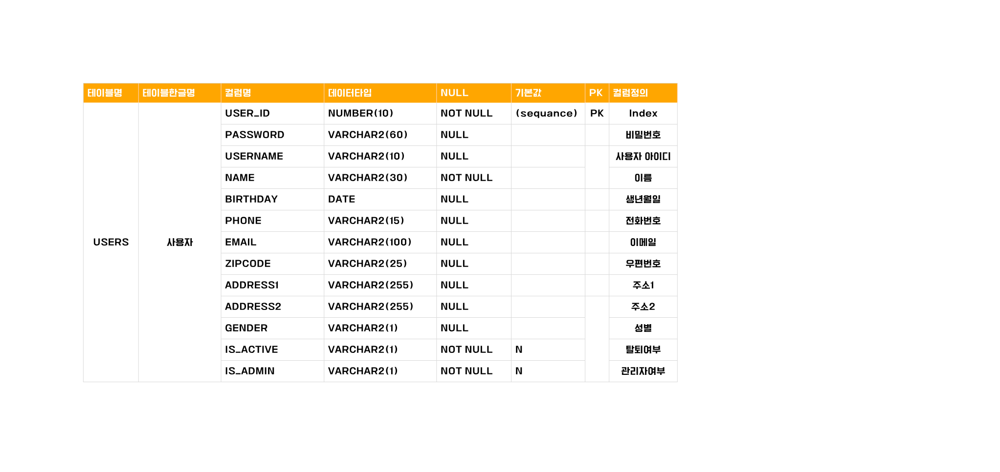 테이블명 테이블한글명 컬럼명 데이터타입 NULL 기본값 PK 컬럼정의
USER_ID NUMBER(10) NOT NULL (sequance) PK Index
PASSWORD VARCHAR2(60) NULL 비밀번호
USERNAME VARCHAR2(10) NULL 사용자 아이디
NAME VARCHAR2(30) NOT NULL 이름
BIRTHDAY DATE NULL 생년월일
PHONE VARCHAR2(15) NULL 전화번호
USERS 사용자 EMAIL VARCHAR2(100) NULL 이메일
ZIPCODE VARCHAR2(25) NULL 우편번호
ADDRESS1 VARCHAR2(255) NULL 주소1
ADDRESS2 VARCHAR2(255) NULL 주소2
GENDER VARCHAR2(1) NULL 성별
IS_ACTIVE VARCHAR2(1) NOT NULL N 탈퇴여부
IS_ADMIN VARCHAR2(1) NOT NULL N 관리자여부